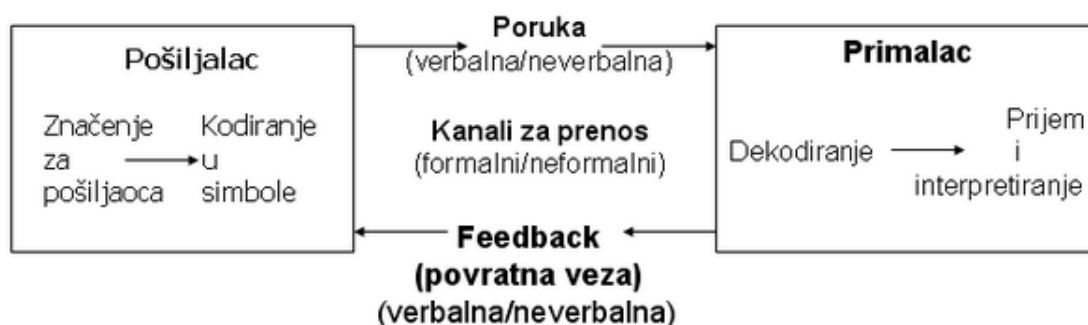 Pošiljalac
Značenje
za
pošiljaoca
Kodiranje
u
simbole
Poruka
(verbalna/neverbalna)
Kanali za prenos
(formalni/neformalni)
Feedback
(povratna veza)
(verbalna/neverbalna)
Primalac
Dekodiranje
Prijem
i
interpretiranje